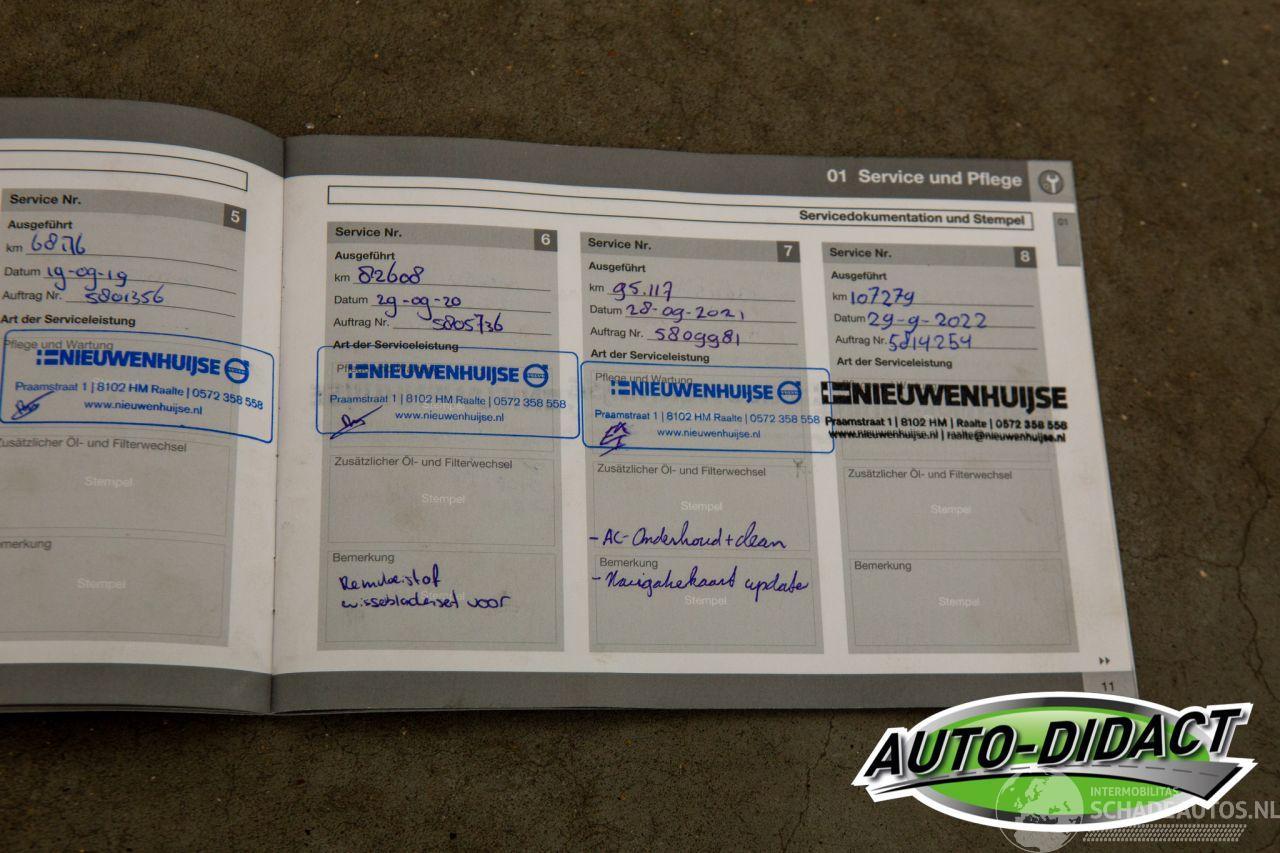 01 Service und Pflege
01
Servicedokumentation und Stempel
Service Nr. 5
Ausgeführt
km 68176
Datum 19-09-19
Auftrag Nr. 5801356
Art der Serviceleistung
Pflege und Wartung
NIEUWENHUIJSE
Praamstraat 1 | 8102 HM Raalte | 0572 358 558
www.nieuwenhuijse.nl
Zusätzlicher Öl- und Filterwechsel
Stempel
emerkung
Stempel
Service Nr. 6
Ausgeführt
km 82608
Datum 29-09-20
Auftrag Nr. 5805736
Art der Serviceleistung
NIEUWENHUIJSE
Praamstraat 1 | 8102 HM Raalte | 0572 358 558
www.nieuwenhuijse.nl
Zusätzlicher Öl- und Filterwechsel
Stempel
Bemerkung
Remvloeistof
wissebladenset voor
Service Nr. 7
Ausgeführt
km 95.117
Datum 28-09-2021
Auftrag Nr. 5809981
Art der Serviceleistung
Pflege und Wartung
NIEUWENHUIJSE
Praamstraat 1 | 8102 HM Raalte | 0572 358 558
www.nieuwenhuijse.nl
Zusätzlicher Öl- und Filterwechsel
Stempel
- AC-Onderhoud + clean
Bemerkung
- Navigatiekaart update
Stempel
Service Nr. 8
Ausgeführt
km 107279
Datum 29-9-2022
Auftrag Nr. 5814254
Art der Serviceleistung
NIEUWENHUIJSE
Praamstraat 1 | 8102 HM | Raalte | 0572 358 558
www.nieuwenhuijse.nl | raalte@nieuwenhuijse.nl
Zusätzlicher Öl- und Filterwechsel
Stempel
Bemerkung
Stempel
11
AUTO-DIDACT
INTERMOBILITAS
SCHADEAUTOS.NL